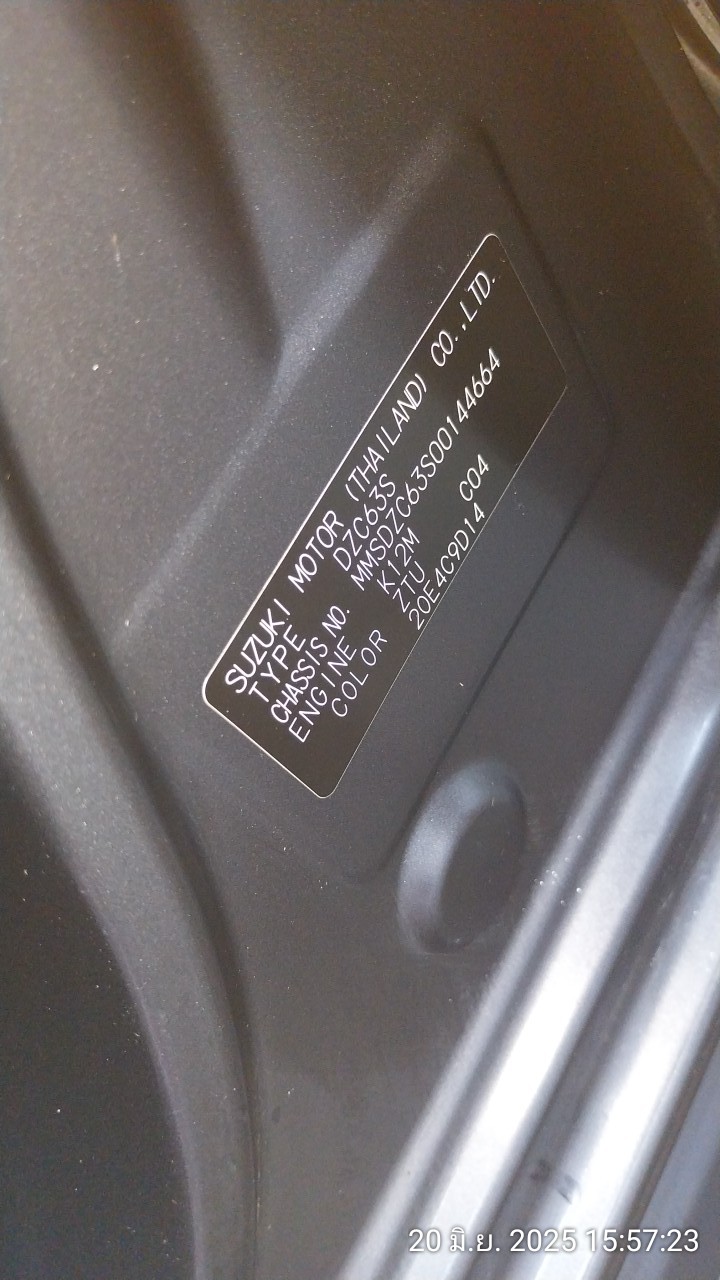 SUZUKI MOTOR (THAILAND) CO.,LTD.
TYPE DZC63S
CHASSIS NO. MMSDZC63S00144664
ENGINE K12M
COLOR ZTU C04
20E4C9D14
20 มิ.ย. 2025 15:57:23